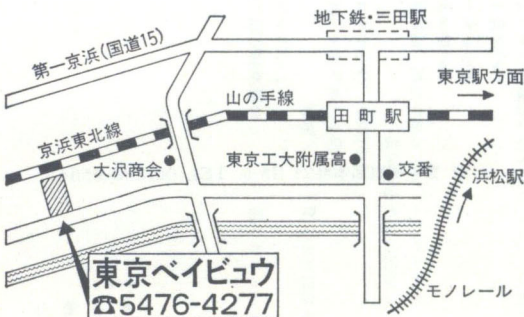 地下鉄・三田駅
第一京浜(国道15)
東京駅方面
山の手線
田町駅
京浜東北線
大沢商会
東京工大附属高
交番
浜松駅
東京ベイビュウ
☎5476-4277
モノレール